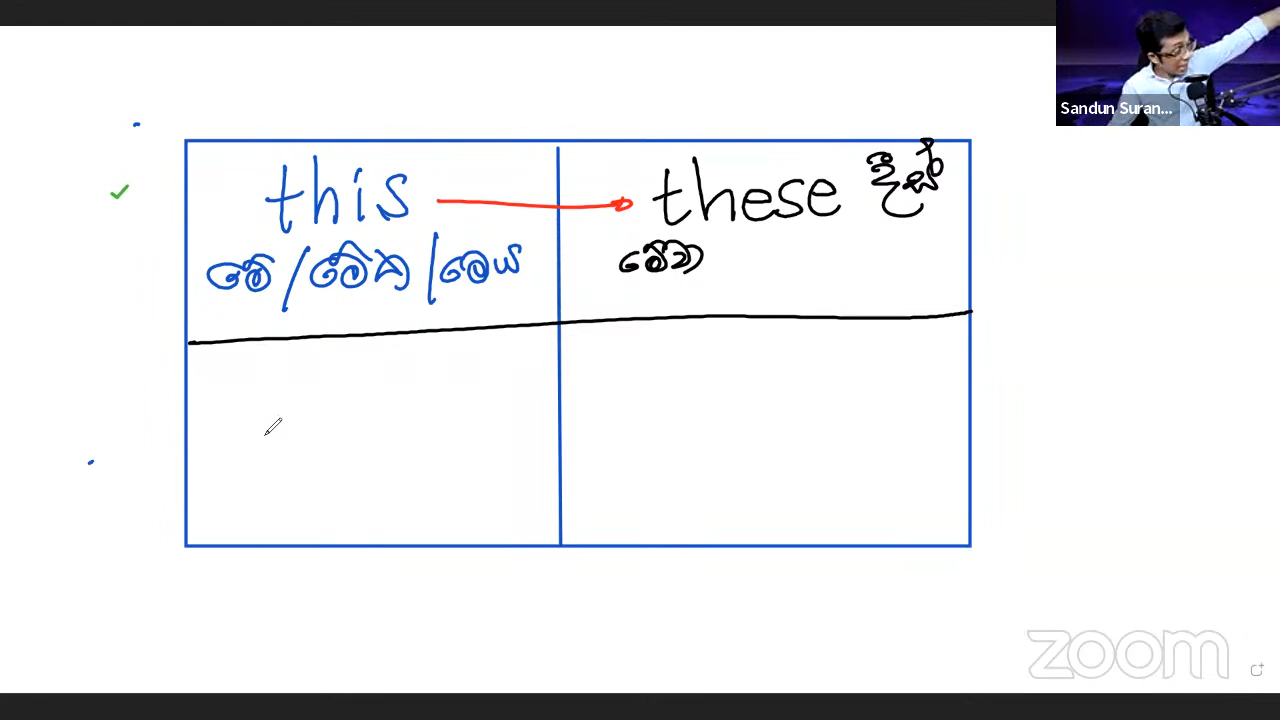 Sandun Suran...
this → these දීස්
මේ / මේක / මෙය මේවා
zoom